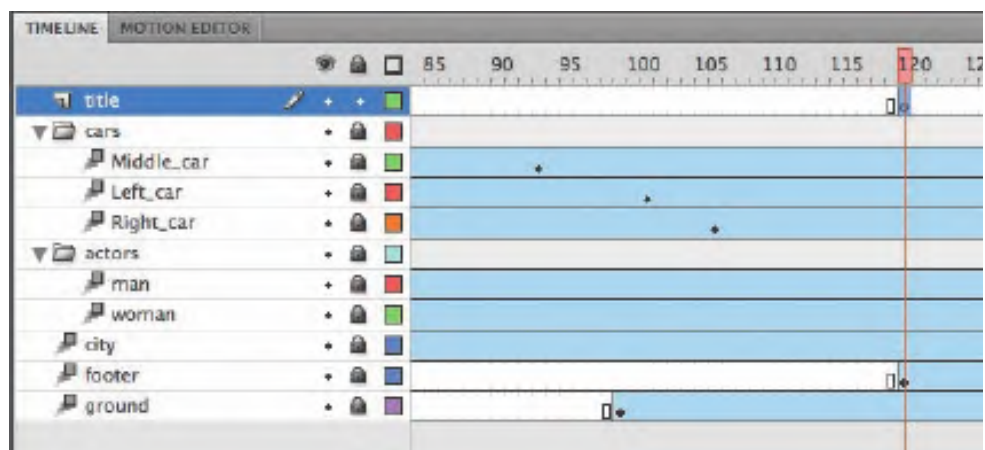 TIMELINE MOTION EDITOR
85 90 95 100 105 110 115 120 12
title
cars
Middle_car
Left_car
Right_car
actors
man
woman
city
footer
ground